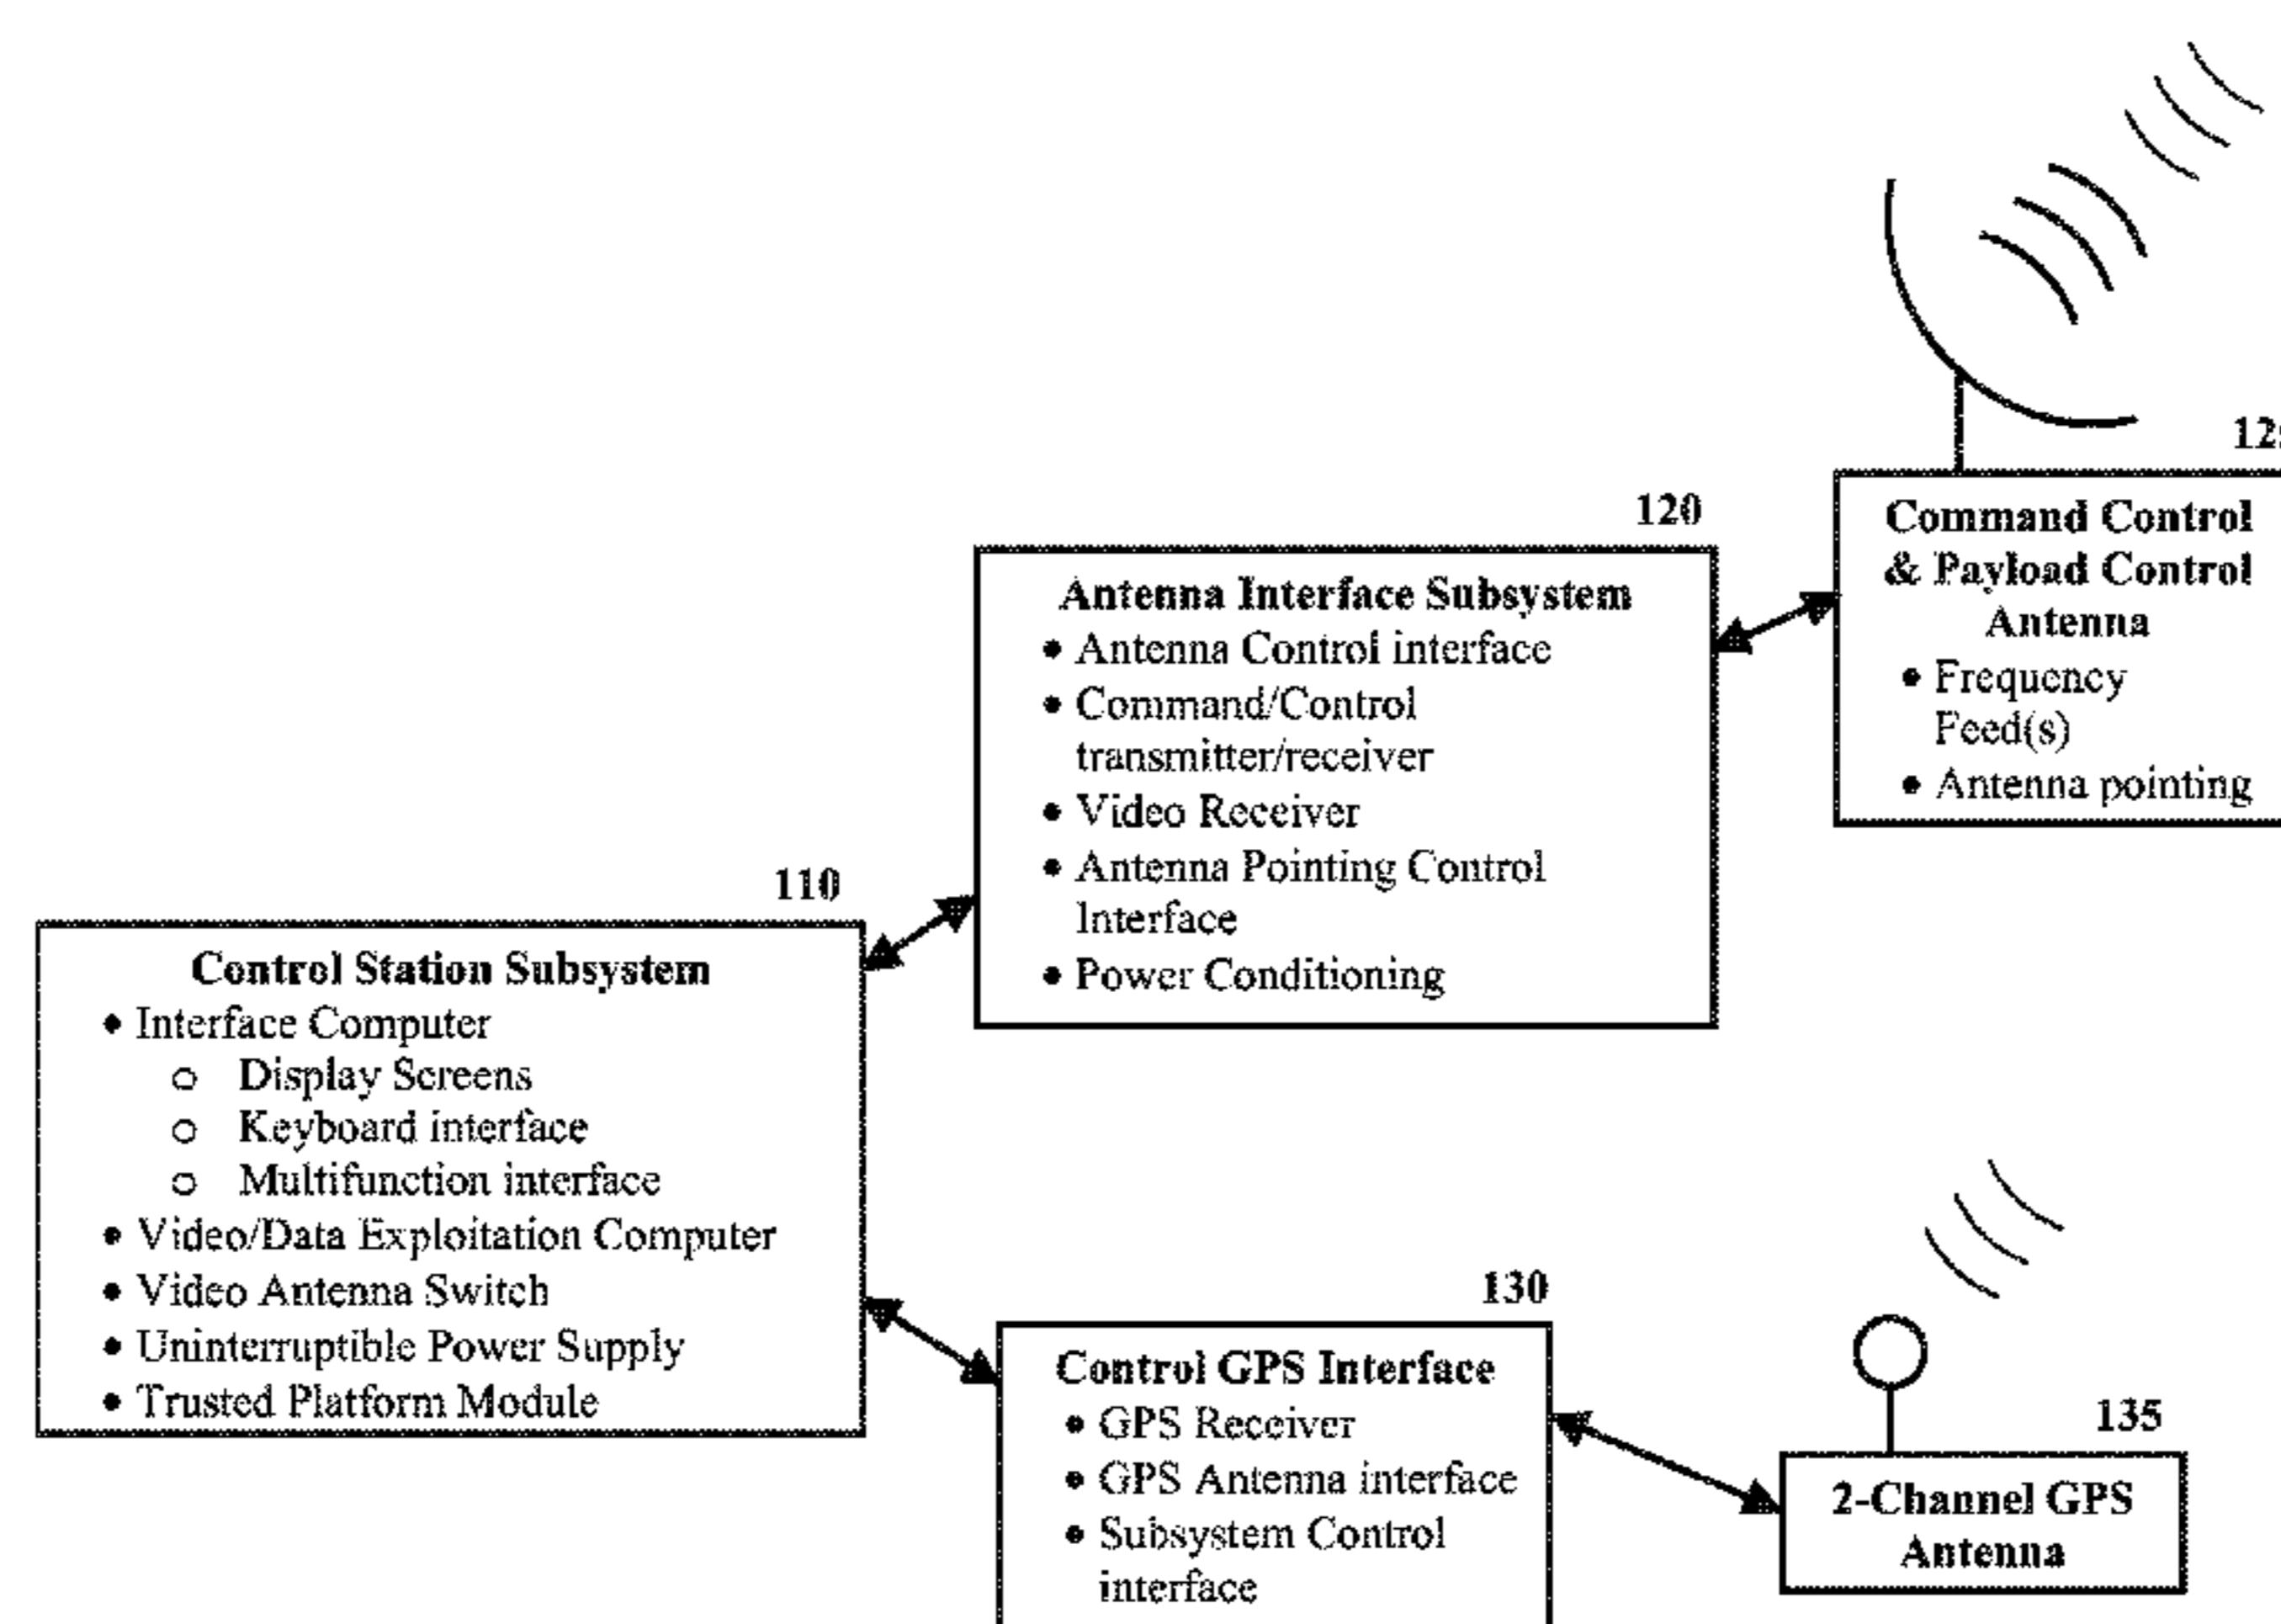 120
Antenna Interface Subsystem
• Antenna Control interface
• Command/Control
transmitter/receiver
• Video Receiver
• Antenna Pointing Control
Interface
• Power Conditioning
Command Control
& Payload Control
Antenna
• Frequency
Feed(s)
• Antenna pointing
110
Control Station Subsystem
• Interface Computer
○ Display Screens
○ Keyboard interface
○ Multifunction interface
• Video/Data Exploitation Computer
• Video Antenna Switch
• Uninterruptible Power Supply
• Trusted Platform Module
130
Control GPS Interface
• GPS Receiver
• GPS Antenna interface
• Subsystem Control
interface
135
2-Channel GPS
Antenna